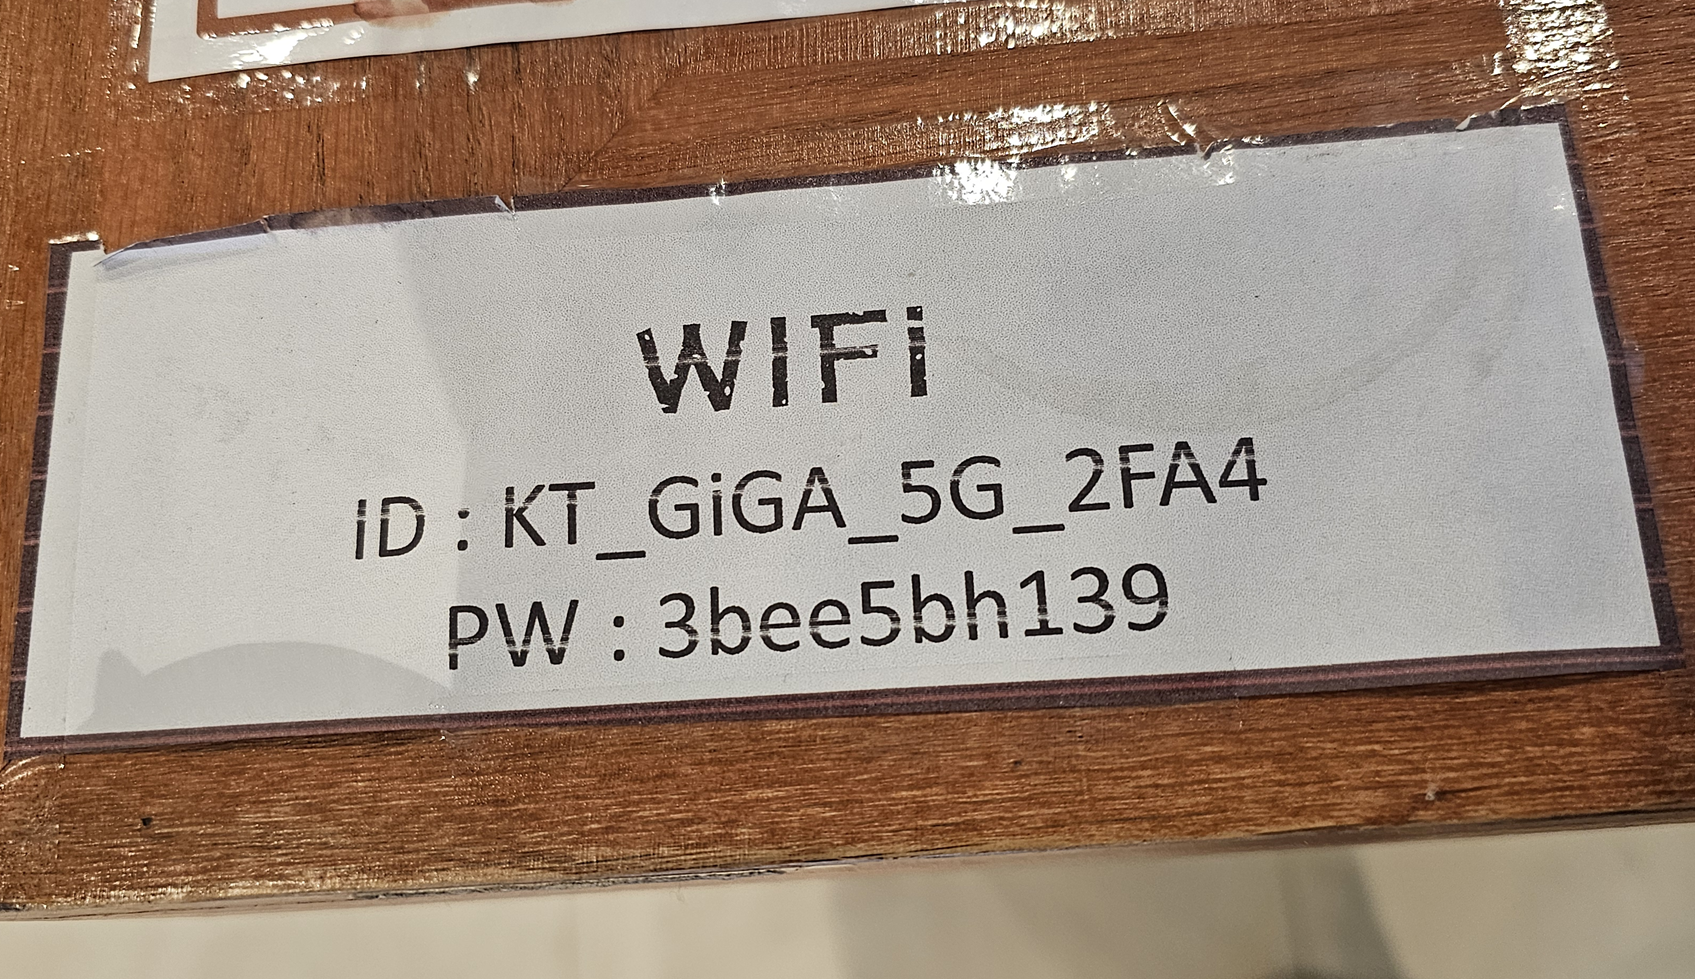 WIFi
ID : KT_GiGA_5G_2FA4
PW : 3bee5bh139